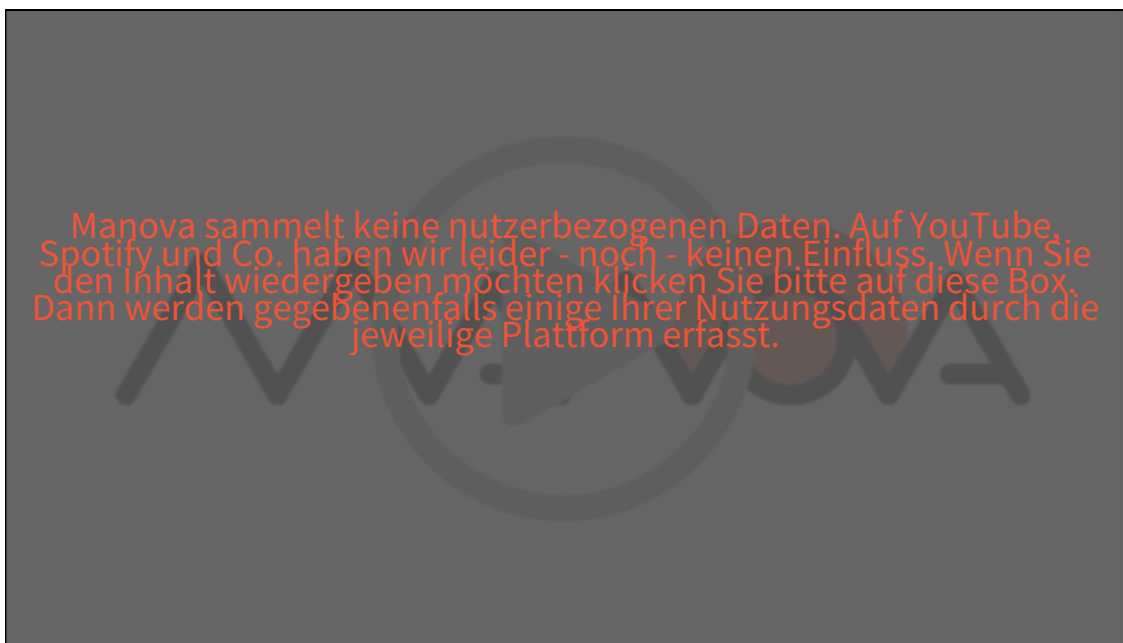 Manova sammelt keine nutzerbezogenen Daten. Auf YouTube,
Spotify und Co. haben wir leider - noch - keinen Einfluss. Wenn Sie
den Inhalt wiedergeben möchten klicken Sie bitte auf diese Box.
Dann werden gegebenenfalls einige Ihrer Nutzungsdaten durch die
jeweilige Plattform erfasst.
MANOVA